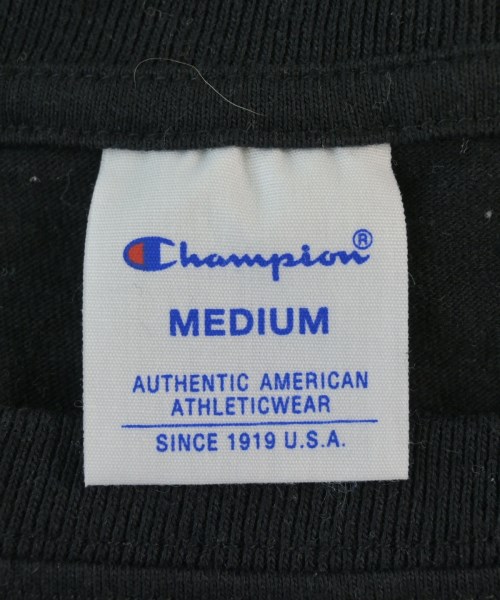 Champion®
MEDIUM
AUTHENTIC AMERICAN
ATHLETICWEAR
SINCE 1919 U.S.A.